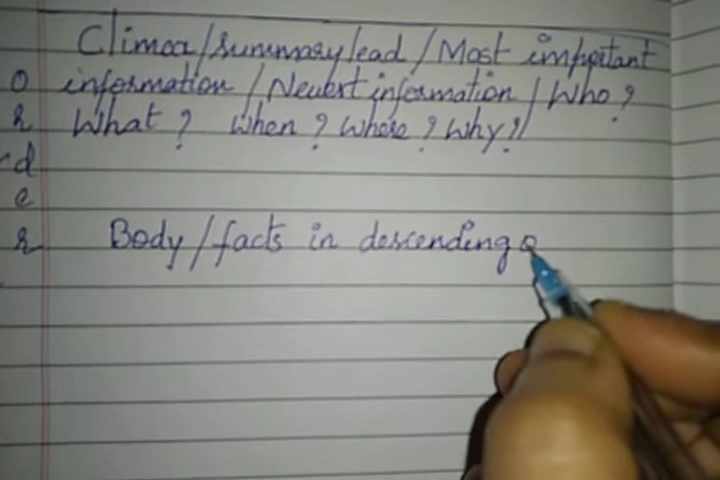 Climax/summary lead / Most important
information / Newest information / Who?
What? When? Where? Why?/
Body/facts in descending o
o
r
d
e
r